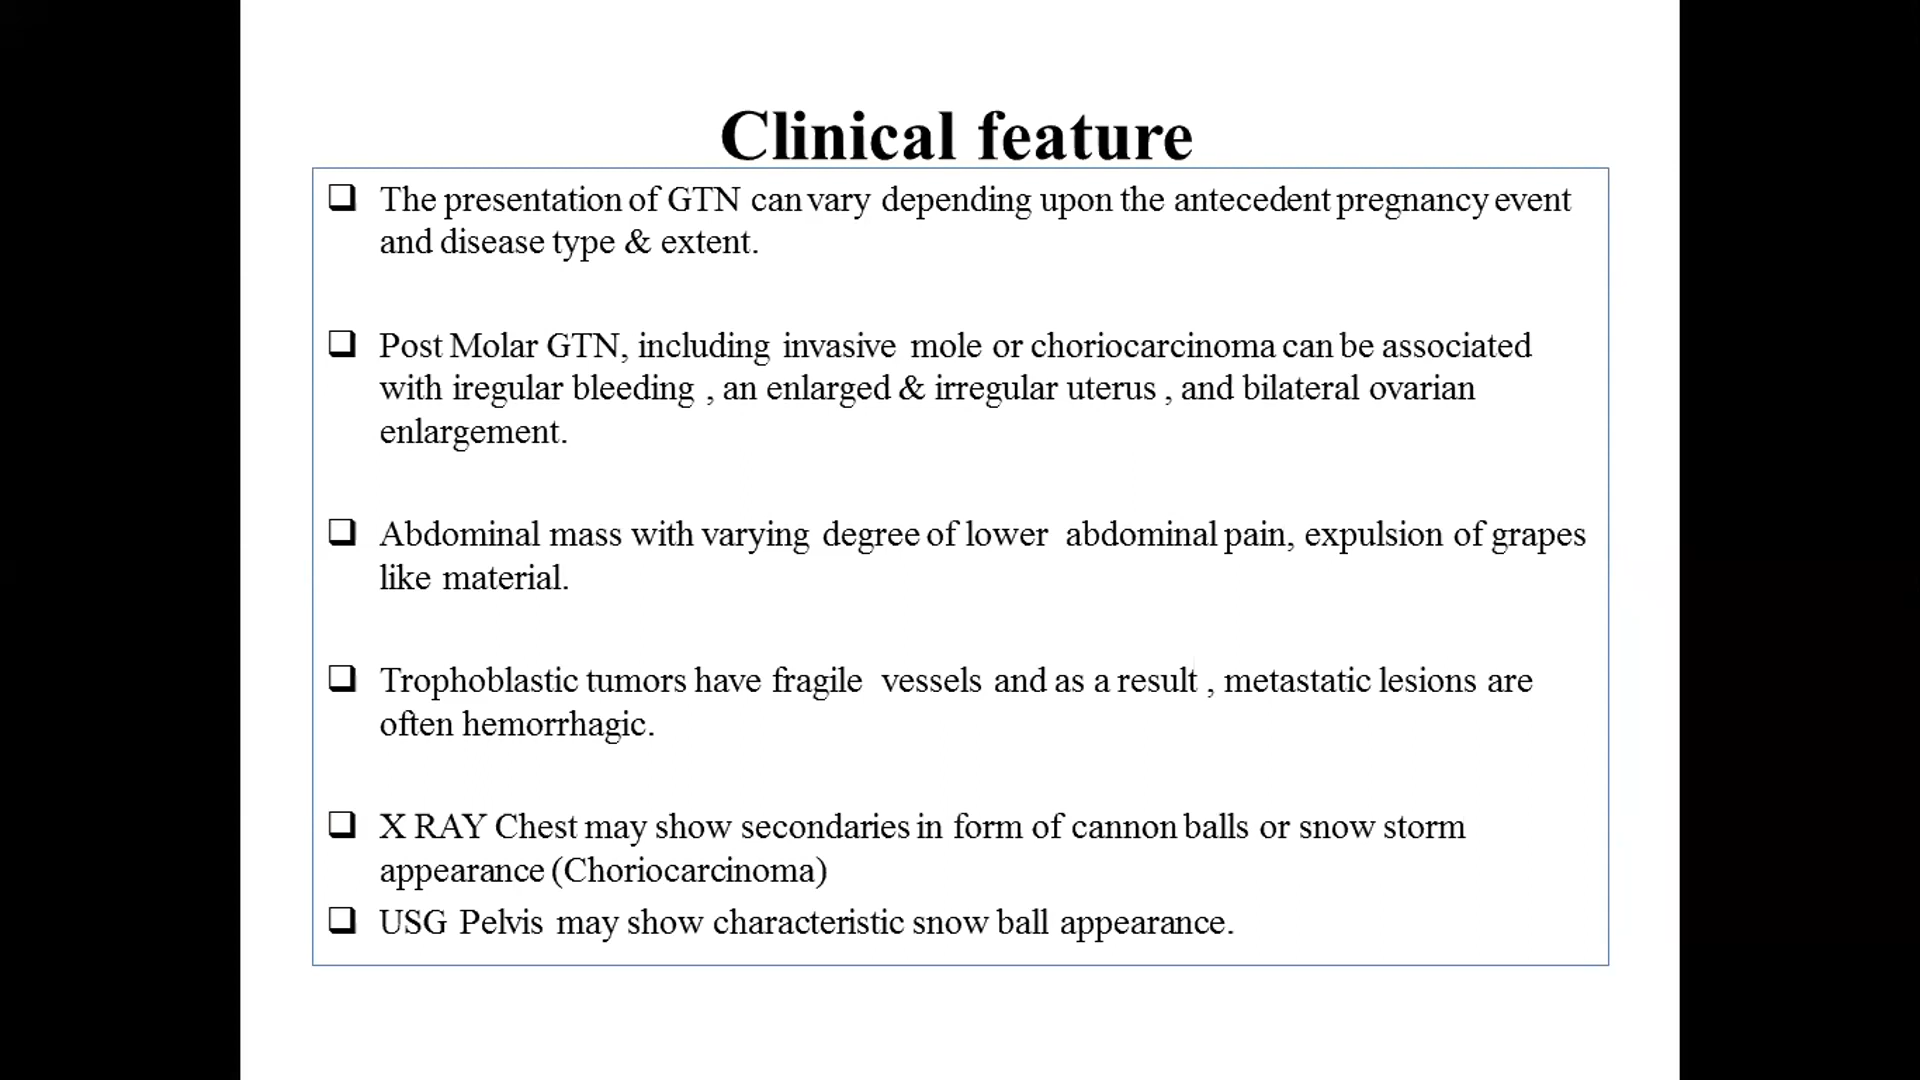 Clinical feature
❑ The presentation of GTN can vary depending upon the antecedent pregnancy event
and disease type & extent.
❑ Post Molar GTN, including invasive mole or choriocarcinoma can be associated
with iregular bleeding , an enlarged & irregular uterus , and bilateral ovarian
enlargement.
❑ Abdominal mass with varying degree of lower abdominal pain, expulsion of grapes
like material.
❑ Trophoblastic tumors have fragile vessels and as a result , metastatic lesions are
often hemorrhagic.
❑ X RAY Chest may show secondaries in form of cannon balls or snow storm
appearance (Choriocarcinoma)
❑ USG Pelvis may show characteristic snow ball appearance.